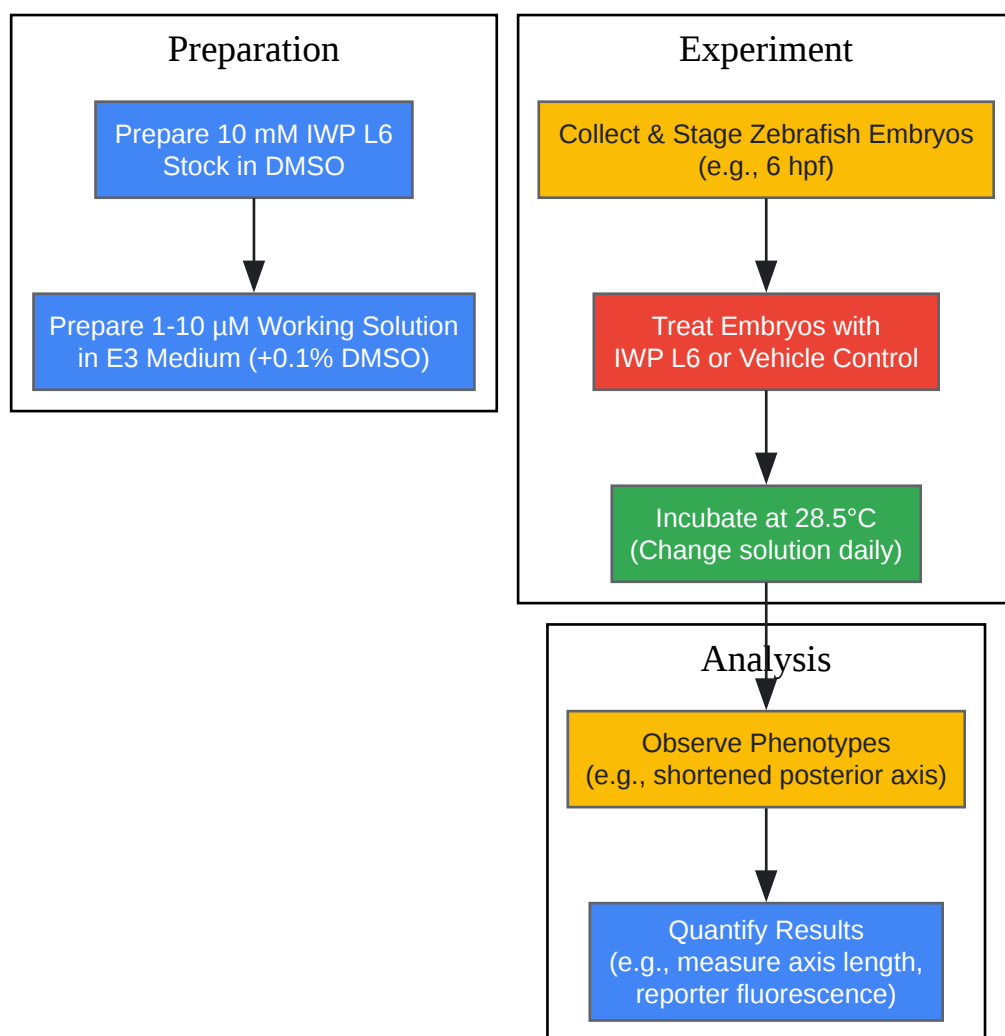 Preparation
Prepare 10 mM IWP L6
Stock in DMSO
Prepare 1-10 µM Working Solution
in E3 Medium (+0.1% DMSO)
Experiment
Collect & Stage Zebrafish Embryos
(e.g., 6 hpf)
Treat Embryos with
IWP L6 or Vehicle Control
Incubate at 28.5°C
(Change solution daily)
Analysis
Observe Phenotypes
(e.g., shortened posterior axis)
Quantify Results
(e.g., measure axis length,
reporter fluorescence)